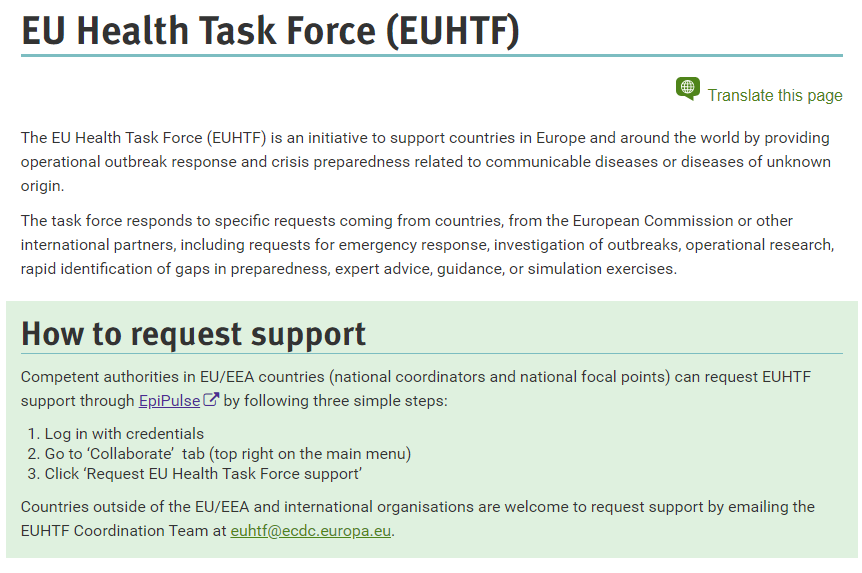 EU Health Task Force (EUHTF)
Translate this page
The EU Health Task Force (EUHTF) is an initiative to support countries in Europe and around the world by providing
operational outbreak response and crisis preparedness related to communicable diseases or diseases of unknown
origin.
The task force responds to specific requests coming from countries, from the European Commission or other
international partners, including requests for emergency response, investigation of outbreaks, operational research,
rapid identification of gaps in preparedness, expert advice, guidance, or simulation exercises.
How to request support
Competent authorities in EU/EEA countries (national coordinators and national focal points) can request EUHTF
support through EpiPulse by following three simple steps:
1. Log in with credentials
2. Go to ‘Collaborate’ tab (top right on the main menu)
3. Click ‘Request EU Health Task Force support’
Countries outside of the EU/EEA and international organisations are welcome to request support by emailing the
EUHTF Coordination Team at euhtf@ecdc.europa.eu.